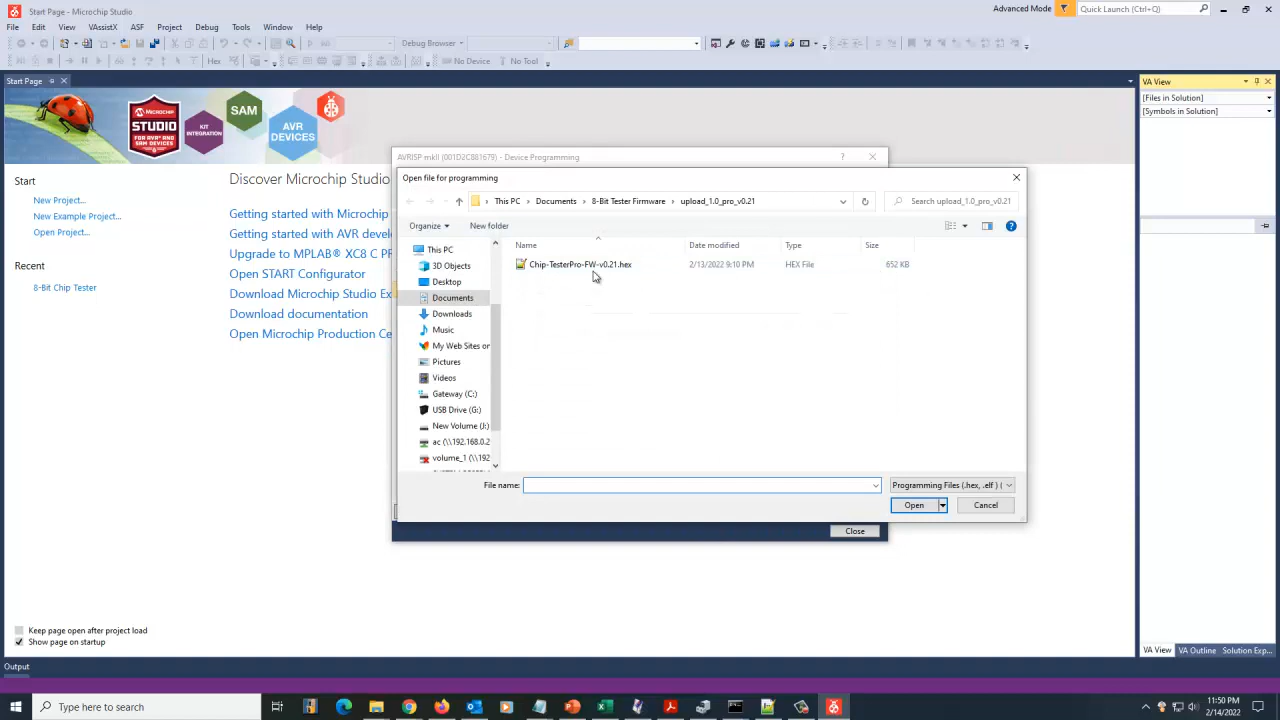 Start Page - Microchip Studio
Advanced Mode
Quick Launch (Ctrl+Q)
File Edit View VAssistX ASF Project Debug Tools Window Help
Debug Browser
Hex
No Device
No Tool
Start Page
VA View
[Files in Solution]
[Symbols in Solution]
MICROCHIP
STUDIO
FOR AVR® AND
SAM DEVICES
KIT
INTEGRATION
SAM
AVR
DEVICES
Start
New Project...
New Example Project...
Open Project...
Recent
8-Bit Chip Tester
Discover Microchip Studio
Getting started with Microchip
Getting started with AVR devel
Upgrade to MPLAB® XC8 C PR
Open START Configurator
Download Microchip Studio Ex
Download documentation
Open Microchip Production Ce
AVRISP mkII (001D2C881679) - Device Programming
Open file for programming
This PC > Documents > 8-Bit Tester Firmware > upload_1.0_pro_v0.21
Search upload_1.0_pro_v0.21
Organize
New folder
Name
Date modified
Type
Size
Chip-TesterPro-FW-v0.21.hex
2/13/2022 9:10 PM
HEX File
652 KB
This PC
3D Objects
Desktop
Documents
Downloads
Music
My Web Sites on
Pictures
Videos
Gateway (C:)
USB Drive (G:)
New Volume (J:)
ac (\\192.168.0.2
volume_1 (\\192
File name:
Programming Files (.hex, .elf ) (
Open
Cancel
Close
Keep page open after project load
Show page on startup
VA View
VA Outline
Solution Exp...
Output
Type here to search
11:50 PM
2/14/2022